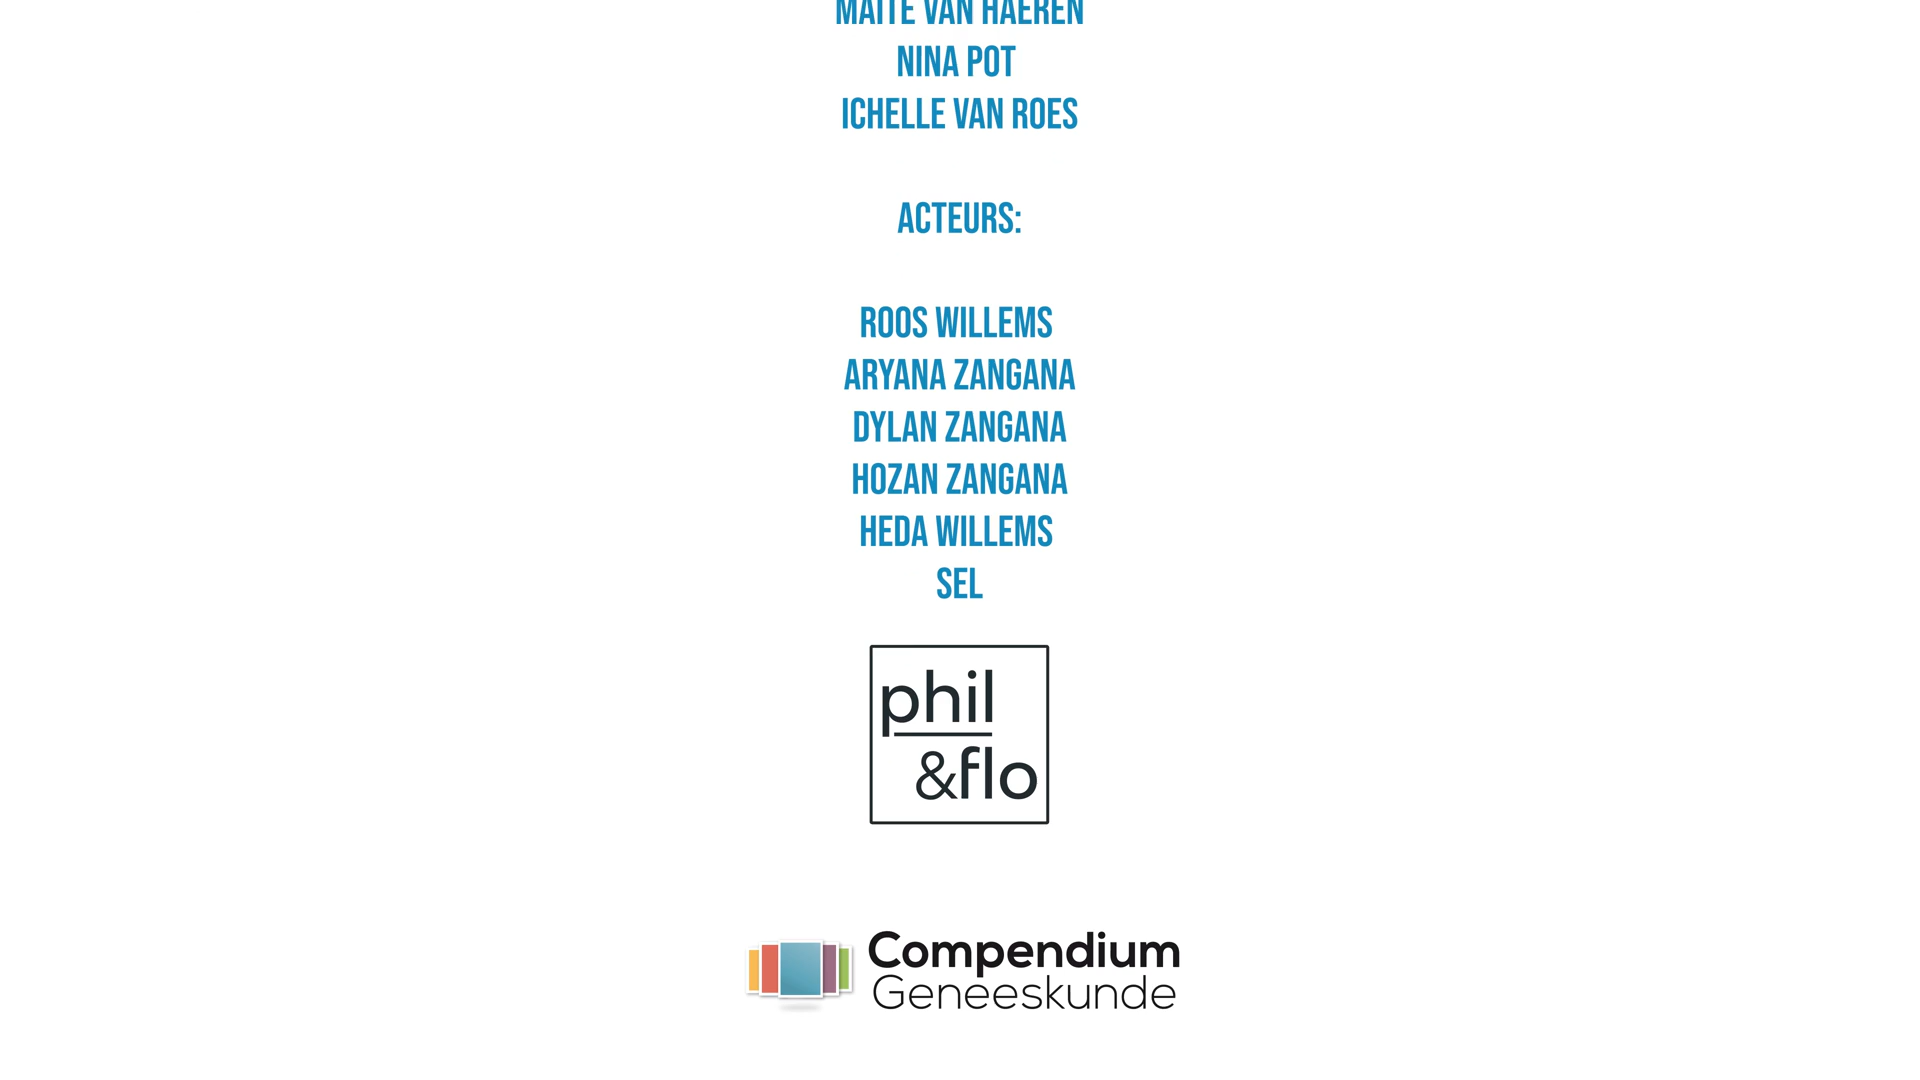 MAITE VAN HAEREN
NINA POT
ICHELLE VAN ROES
ACTEURS:
ROOS WILLEMS
ARYANA ZANGANA
DYLAN ZANGANA
HOZAN ZANGANA
HEDA WILLEMS
SEL
phil
&flo
Compendium
Geneeskunde